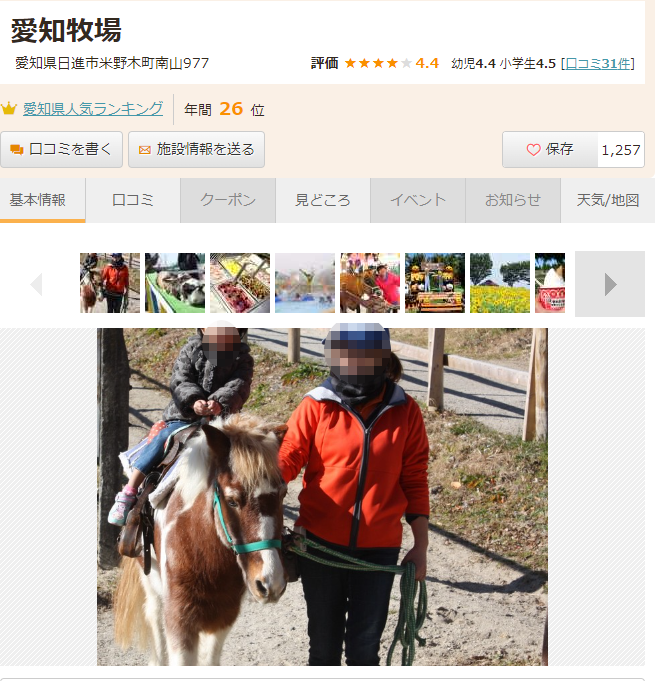 愛知牧場
愛知県日進市米野木町南山977
評価 ★★★★☆ 4.4 幼児4.4 小学生4.5 [口コミ31件]
愛知県人気ランキング 年間 26 位
口コミを書く 施設情報を送る 保存 1,257
基本情報 口コミ クーポン 見どころ イベント お知らせ 天気/地図